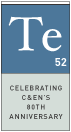 Te
52
CELEBRATING
C&EN'S
80TH
ANNIVERSARY